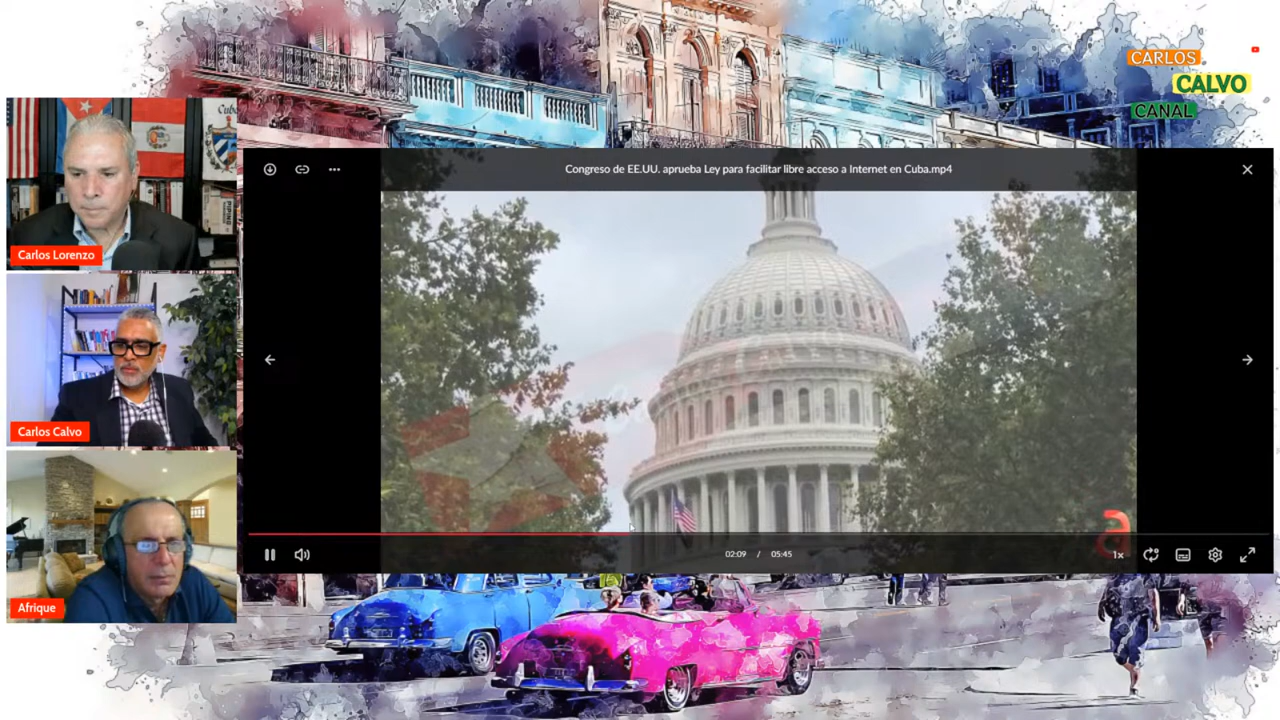 CARLOS
CALVO
CANAL
Cuba
Congreso de EE.UU. aprueba Ley para facilitar libre acceso a Internet en Cuba.mp4
Carlos Lorenzo
Carlos Calvo
Afrique
a
02:09 / 05:45
1x